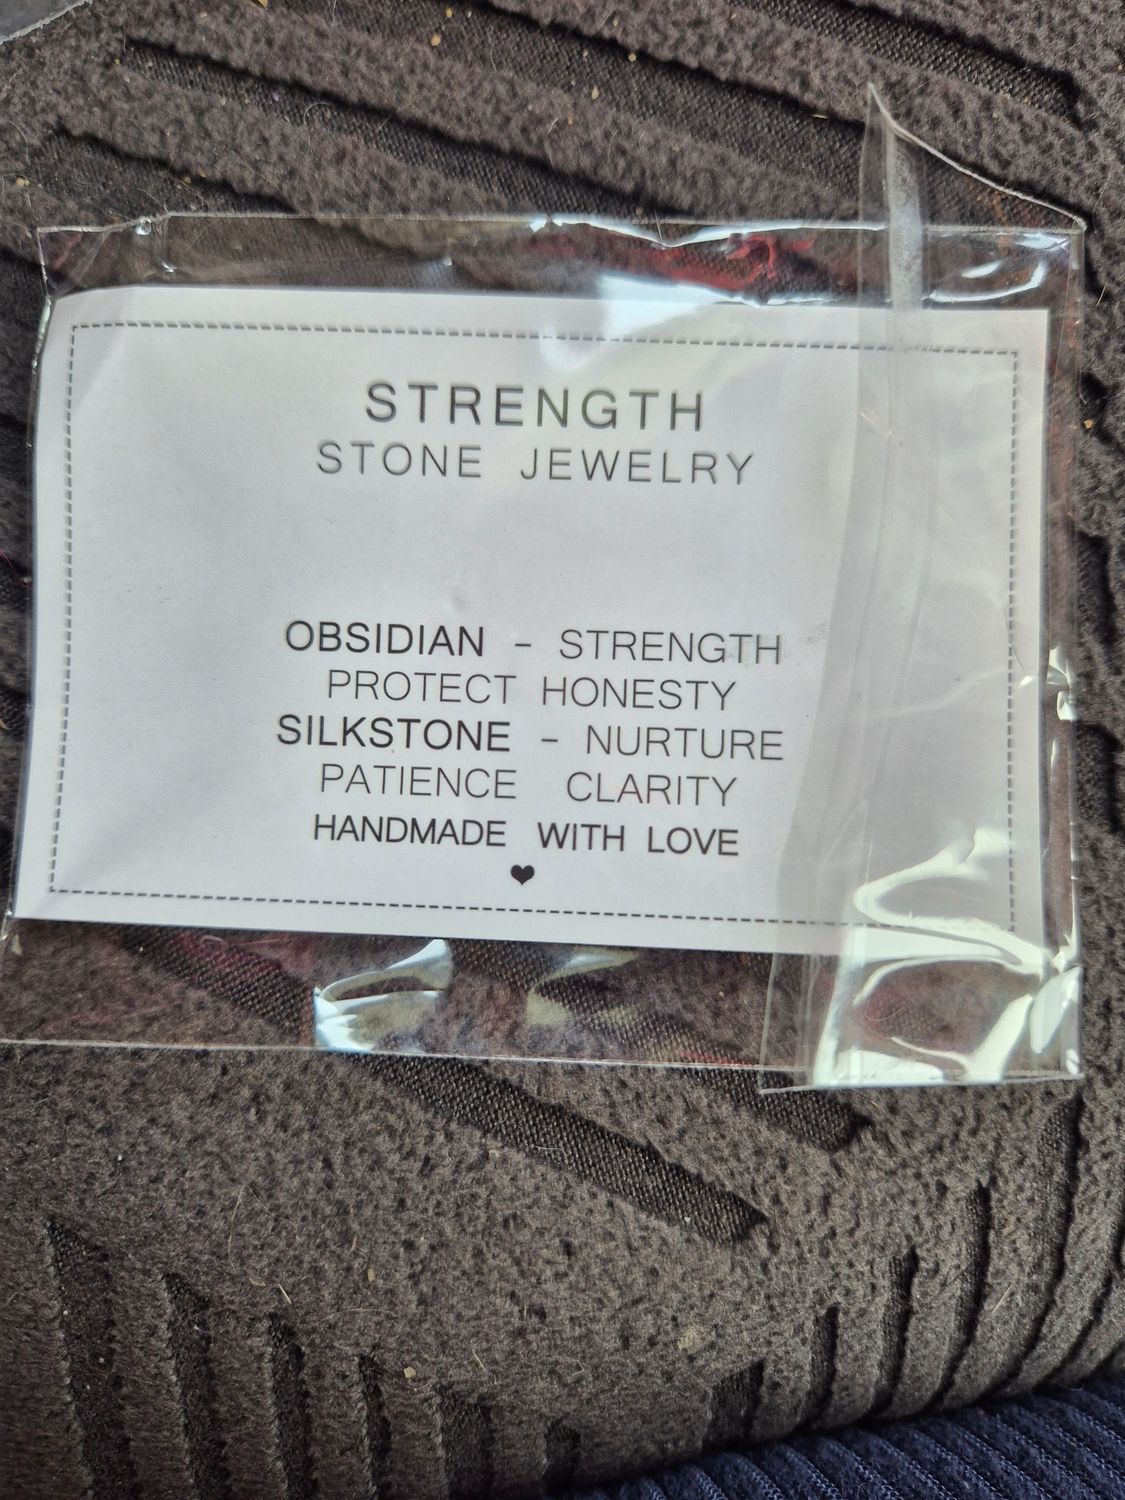 STRENGTH
STONE JEWELRY
OBSIDIAN - STRENGTH
PROTECT HONESTY
SILKSTONE - NURTURE
PATIENCE CLARITY
HANDMADE WITH LOVE
❤